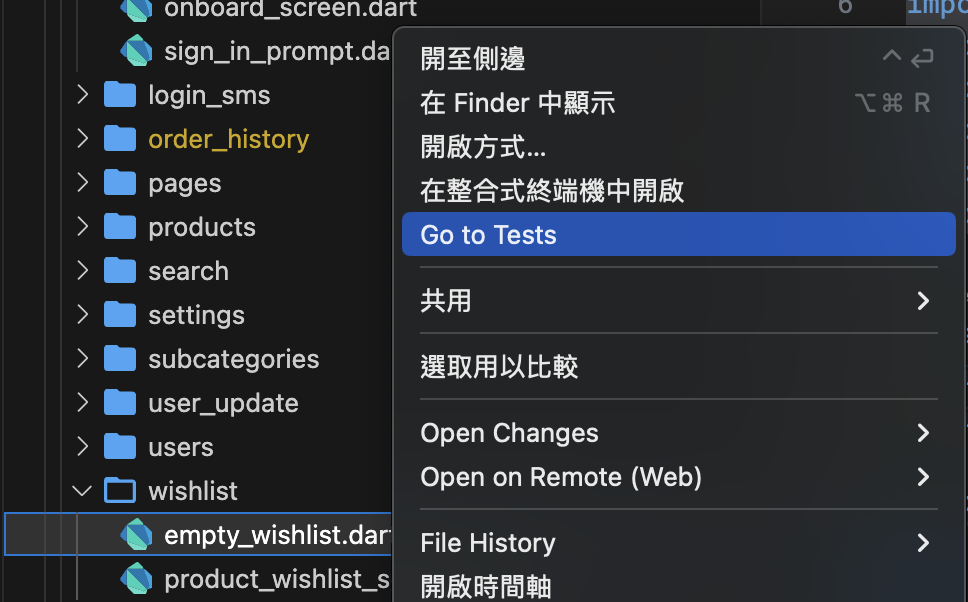 onboard_screen.dart
6
impo
sign_in_prompt.da
login_sms
order_history
pages
products
search
settings
subcategories
user_update
users
wishlist
empty_wishlist.dar
product_wishlist_s
開至側邊 ^ ↩
在 Finder 中顯示 ⌥⌘ R
開啟方式...
在整合式終端機中開啟
Go to Tests
共用
選取用以比較
Open Changes
Open on Remote (Web)
File History
開啟時間軸